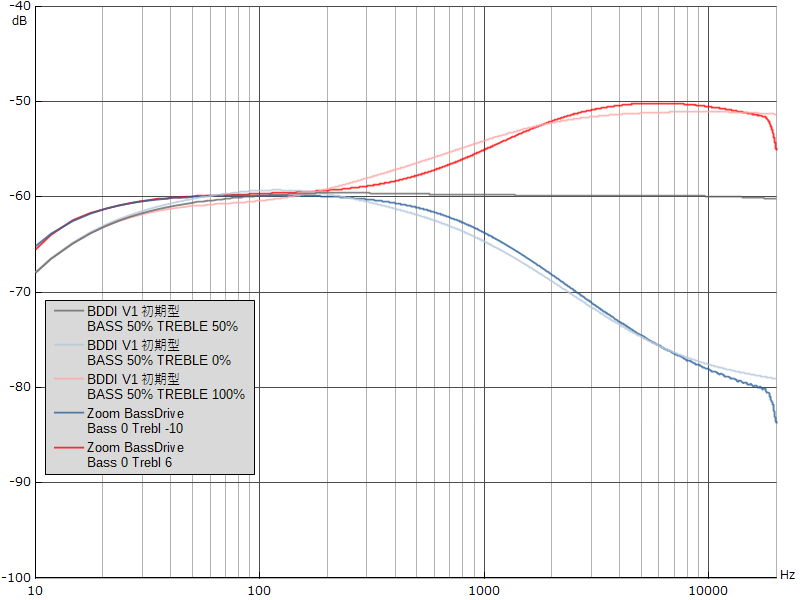 -40
dB
-50
-60
-70
BDDI V1 初期型
BASS 50% TREBLE 50%
BDDI V1 初期型
BASS 50% TREBLE 0%
BDDI V1 初期型
BASS 50% TREBLE 100%
Zoom BassDrive
Bass 0 Trebl -10
Zoom BassDrive
Bass 0 Trebl 6
-80
-90
-100
Hz
10 100 1000 10000